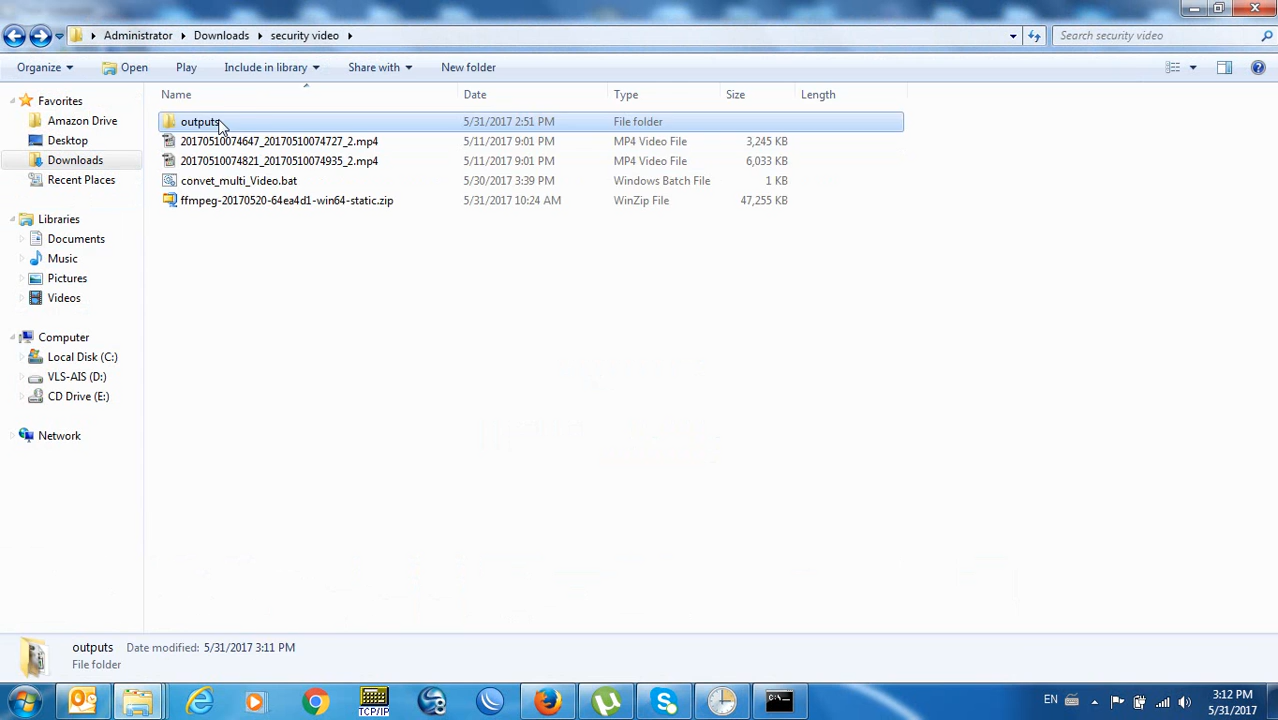 Administrator Downloads security video
Search security video
Organize Open Play Include in library Share with New folder
Name Date Type Size Length
Favorites
Amazon Drive
Desktop
Downloads
Recent Places
Libraries
Documents
Music
Pictures
Videos
Computer
Local Disk (C:)
VLS-AIS (D:)
CD Drive (E:)
Network
outputs 5/31/2017 2:51 PM File folder
20170510074647_20170510074727_2.mp4 5/11/2017 9:01 PM MP4 Video File 3,245 KB
20170510074821_20170510074935_2.mp4 5/11/2017 9:01 PM MP4 Video File 6,033 KB
convet_multi_Video.bat 5/30/2017 3:39 PM Windows Batch File 1 KB
ffmpeg-20170520-64ea4d1-win64-static.zip 5/31/2017 10:24 AM WinZip File 47,255 KB
outputs Date modified: 5/31/2017 3:11 PM
File folder
TCP/IP
EN
3:12 PM
5/31/2017